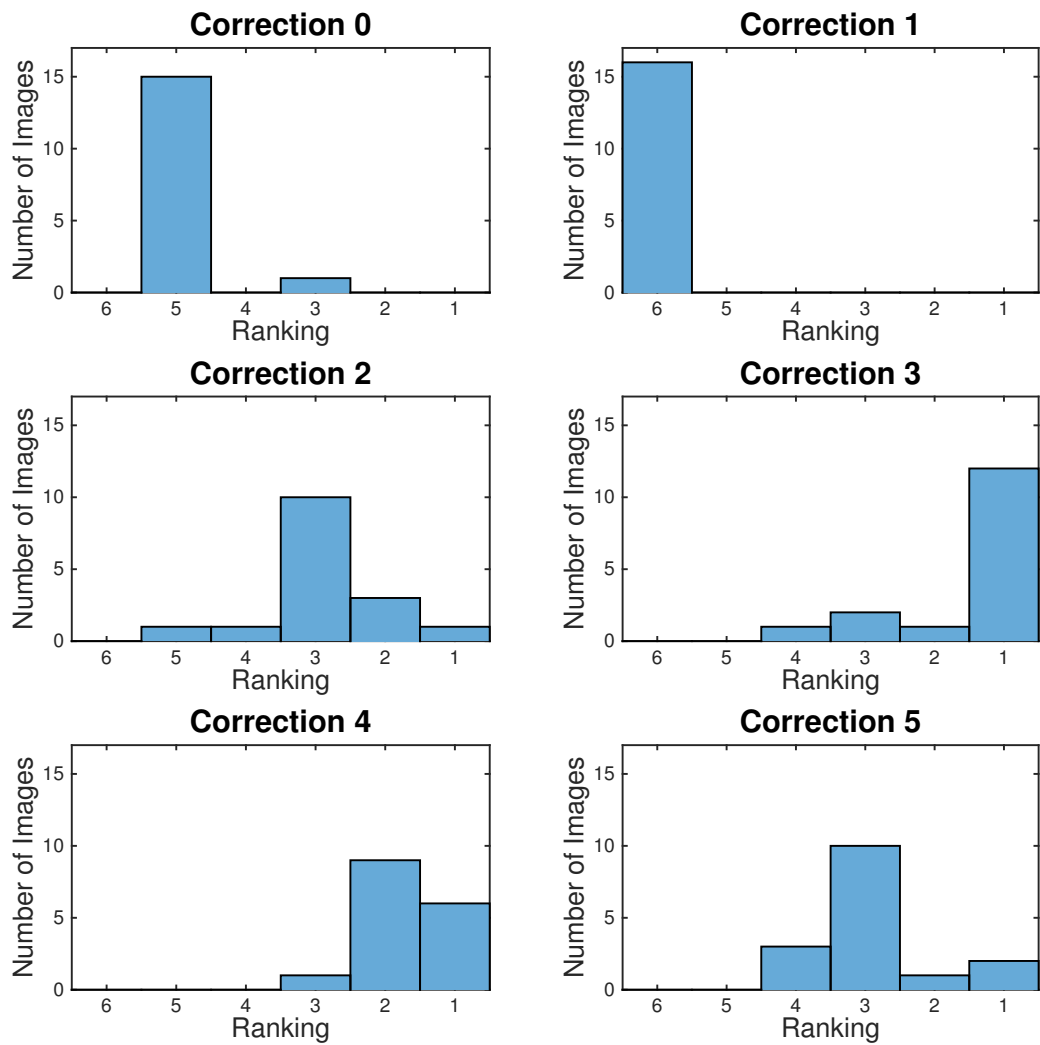 Correction 0
Number of Images
15
10
5
0
6 5 4 3 2 1
Ranking
Correction 1
Number of Images
15
10
5
0
6 5 4 3 2 1
Ranking
Correction 2
Number of Images
15
10
5
0
6 5 4 3 2 1
Ranking
Correction 3
Number of Images
15
10
5
0
6 5 4 3 2 1
Ranking
Correction 4
Number of Images
15
10
5
0
6 5 4 3 2 1
Ranking
Correction 5
Number of Images
15
10
5
0
6 5 4 3 2 1
Ranking